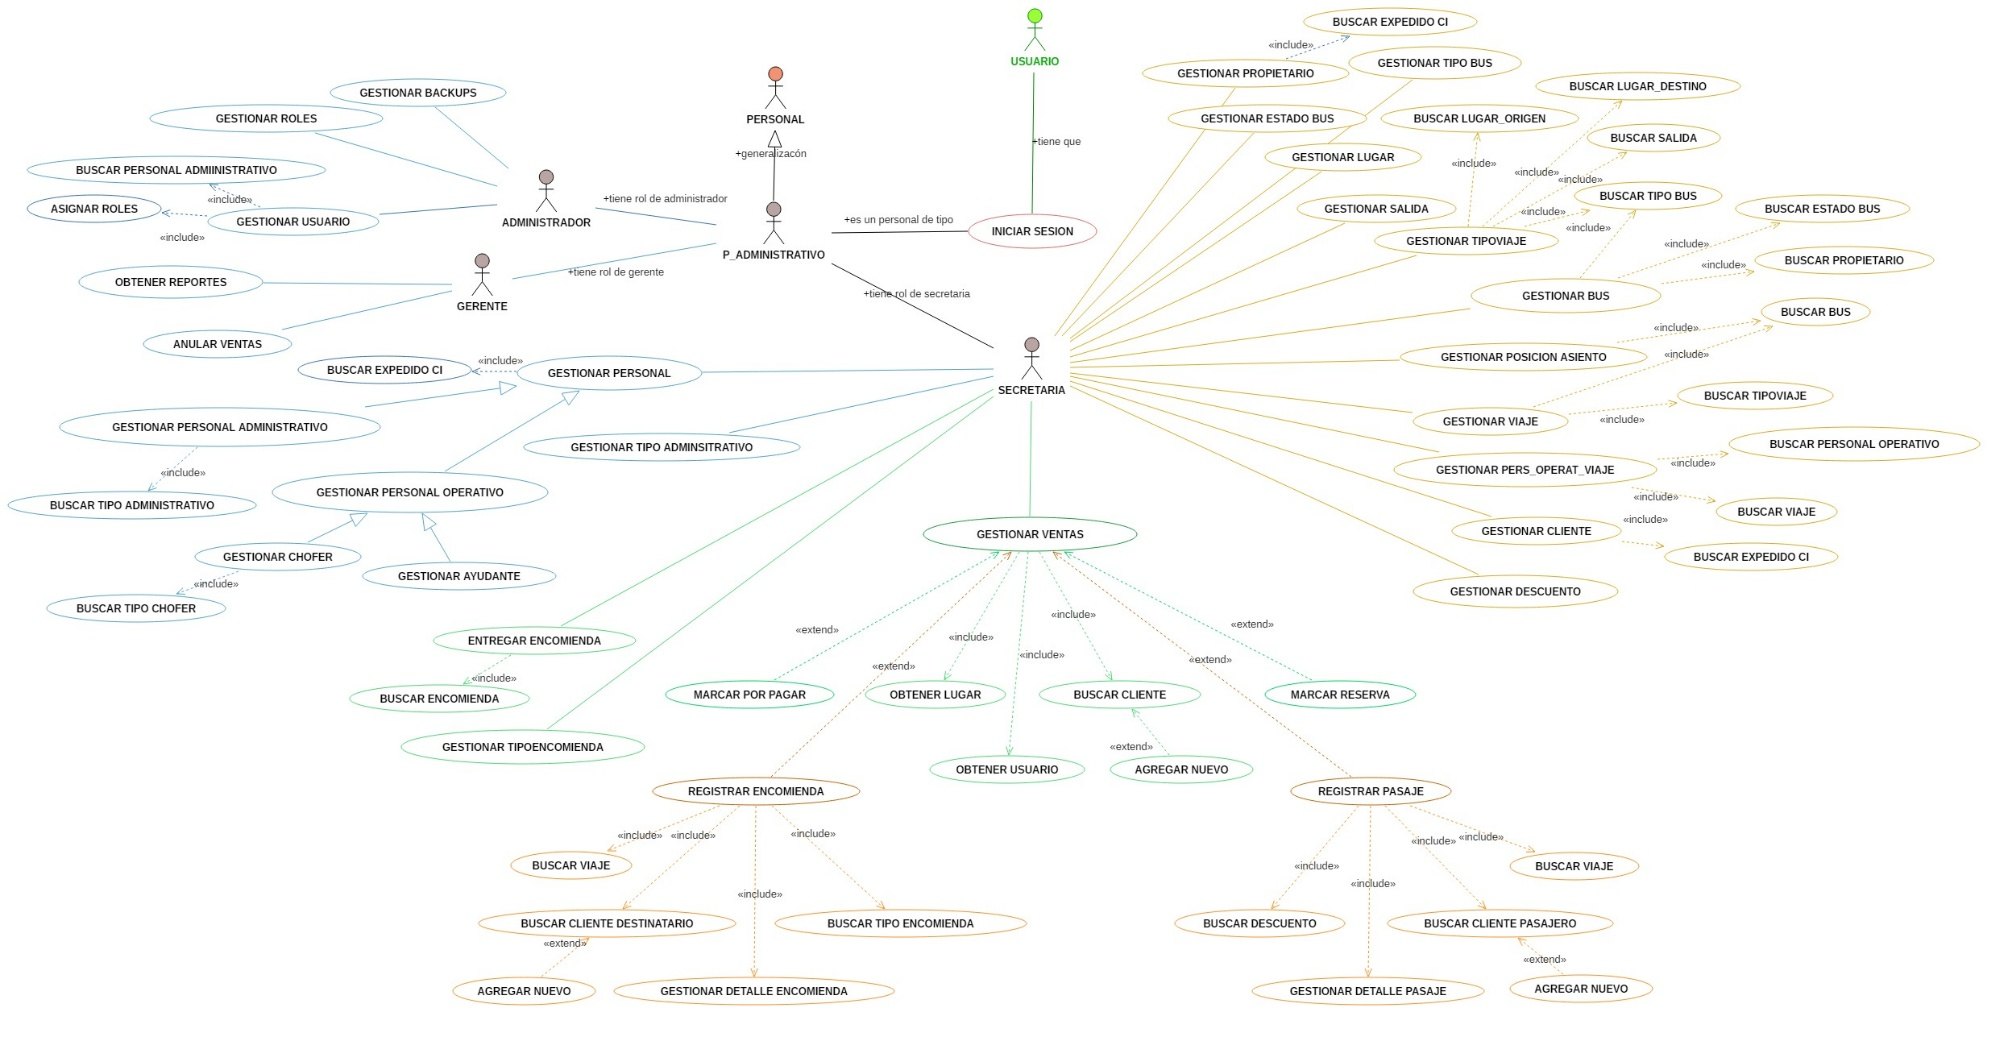 USUARIO
PERSONAL
+generalizacón
+tiene que
P_ADMINISTRATIVO
+es un personal de tipo
INICIAR SESION
ADMINISTRADOR
+tiene rol de administrador
GERENTE
+tiene rol de gerente
+tiene rol de secretaria
SECRETARIA
GESTIONAR BACKUPS
GESTIONAR ROLES
BUSCAR PERSONAL ADMIINISTRATIVO
«include»
ASIGNAR ROLES
GESTIONAR USUARIO
«include»
OBTENER REPORTES
ANULAR VENTAS
BUSCAR EXPEDIDO CI
«include»
GESTIONAR PERSONAL
GESTIONAR PERSONAL ADMINISTRATIVO
GESTIONAR TIPO ADMINSITRATIVO
«include»
BUSCAR TIPO ADMINISTRATIVO
GESTIONAR PERSONAL OPERATIVO
GESTIONAR CHOFER
«include»
GESTIONAR AYUDANTE
BUSCAR TIPO CHOFER
BUSCAR EXPEDIDO CI
«include»
GESTIONAR PROPIETARIO
GESTIONAR TIPO BUS
BUSCAR LUGAR_DESTINO
GESTIONAR ESTADO BUS
BUSCAR LUGAR_ORIGEN
BUSCAR SALIDA
GESTIONAR LUGAR
«include»
«include»
«include»
BUSCAR TIPO BUS
GESTIONAR SALIDA
«include»
BUSCAR ESTADO BUS
«include»
GESTIONAR TIPOVIAJE
«include»
BUSCAR PROPIETARIO
«include»
GESTIONAR BUS
BUSCAR BUS
«include»
GESTIONAR POSICION ASIENTO
«include»
BUSCAR TIPOVIAJE
GESTIONAR VIAJE
«include»
BUSCAR PERSONAL OPERATIVO
GESTIONAR PERS_OPERAT_VIAJE
«include»
«include»
BUSCAR VIAJE
«include»
GESTIONAR CLIENTE
BUSCAR EXPEDIDO CI
GESTIONAR DESCUENTO
GESTIONAR VENTAS
ENTREGAR ENCOMIENDA
«include»
BUSCAR ENCOMIENDA
GESTIONAR TIPOENCOMIENDA
«extend»
«include»
«include»
«extend»
«extend»
«include»
«extend»
MARCAR POR PAGAR
OBTENER LUGAR
BUSCAR CLIENTE
MARCAR RESERVA
«extend»
OBTENER USUARIO
AGREGAR NUEVO
REGISTRAR ENCOMIENDA
«include»
«include»
«include»
BUSCAR VIAJE
«include»
BUSCAR CLIENTE DESTINATARIO
BUSCAR TIPO ENCOMIENDA
«extend»
AGREGAR NUEVO
GESTIONAR DETALLE ENCOMIENDA
REGISTRAR PASAJE
«include»
«include»
«include»
«include»
BUSCAR VIAJE
BUSCAR DESCUENTO
BUSCAR CLIENTE PASAJERO
«extend»
GESTIONAR DETALLE PASAJE
AGREGAR NUEVO